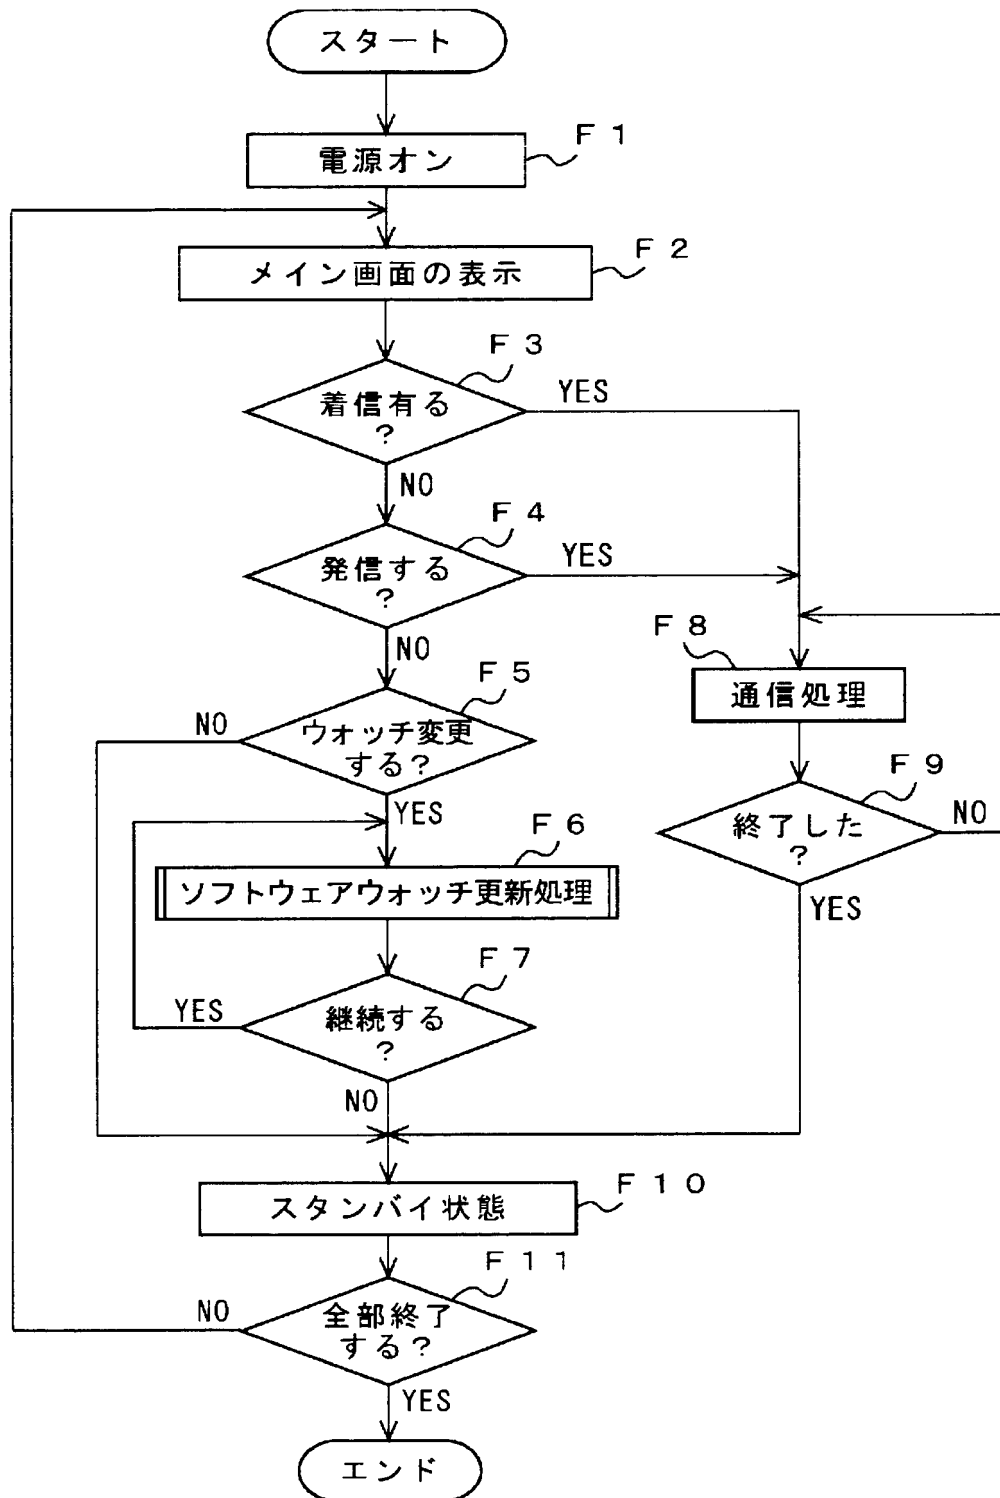 スタート
電源オン
F1
メイン画面の表示
F2
F3
着信有る
?
YES
NO
F4
発信する
?
YES
NO
F5
ウォッチ変更
する?
NO
YES
F6
ソフトウェアウォッチ更新処理
F7
継続する
?
YES
NO
F8
通信処理
F9
終了した
?
NO
YES
F10
スタンバイ状態
F11
全部終了
する?
NO
YES
エンド